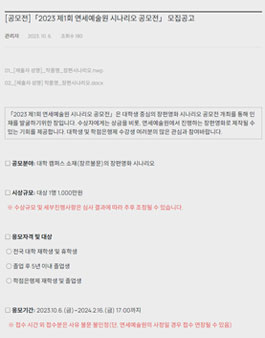 [공모전]「2023 제1회 연세예술원 시나리오 공모전」 모집공고
관리자 2023.10.6. 조회수 180
01_[제출자 성명]_작품명_장편시나리오.hwp
02_[제출자 성명]_작품명_장편시나리오.docx
「2023 제1회 연세예술원 시나리오 공모전」은 대학생 중심의 장편영화 시나리오 공모전 개최를 통해 인
재를 발굴하기위한 장입니다. 수상자에게는 상금을 비롯, 연세예술원에서 진행하는 장편영화로 제작될 수
있는 기회를 제공합니다. 대학생 및 학점은행제 수강생 여러분의 많은 관심과 참여바랍니다.
□ 공모분야: 대학 캠퍼스 소재(장르불문)의 장편영화 시나리오
□ 시상규모: 대상 1명 1,000만원
※ 수상규모 및 세부진행사항은 심사 결과에 따라 추후 조정될 수 있습니다.
□ 응모자격 및 대상
○ 전국 대학 재학생 및 휴학생
○ 졸업 후 5년 이내 졸업생
○ 학점은행제 재학생 및 졸업생
□ 응모기간: 2023.10.6. (금) ~2024.2.16. (금) 17:00까지
※ 접수 시간 외 접수분은 사유 불문 불인정(단, 연세예술원의 사정일 경우 접수 연장될 수 있음)